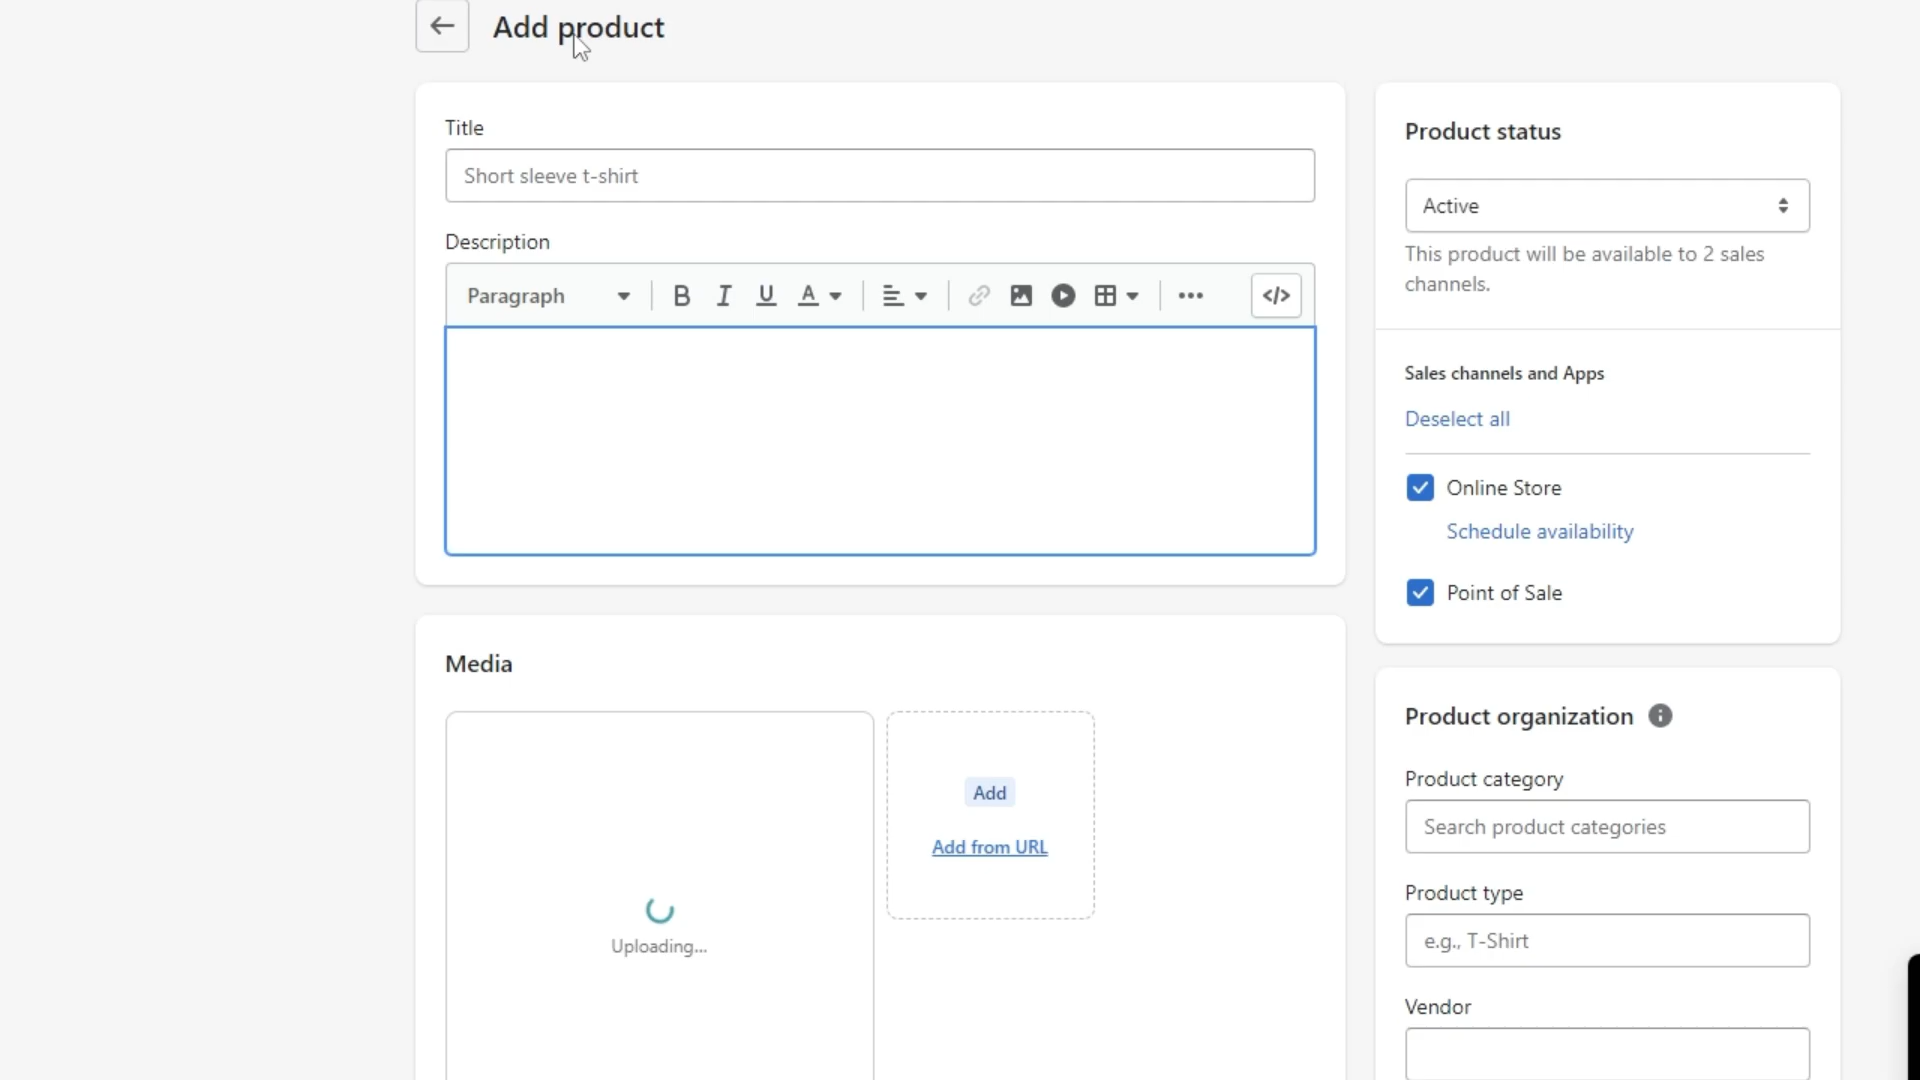 Add product
Title
Short sleeve t-shirt
Description
Paragraph
B I U A </>
Media
Uploading...
Add
Add from URL
Product status
Active
This product will be available to 2 sales
channels.
Sales channels and Apps
Deselect all
Online Store
Schedule availability
Point of Sale
Product organization
Product category
Search product categories
Product type
e.g., T-Shirt
Vendor